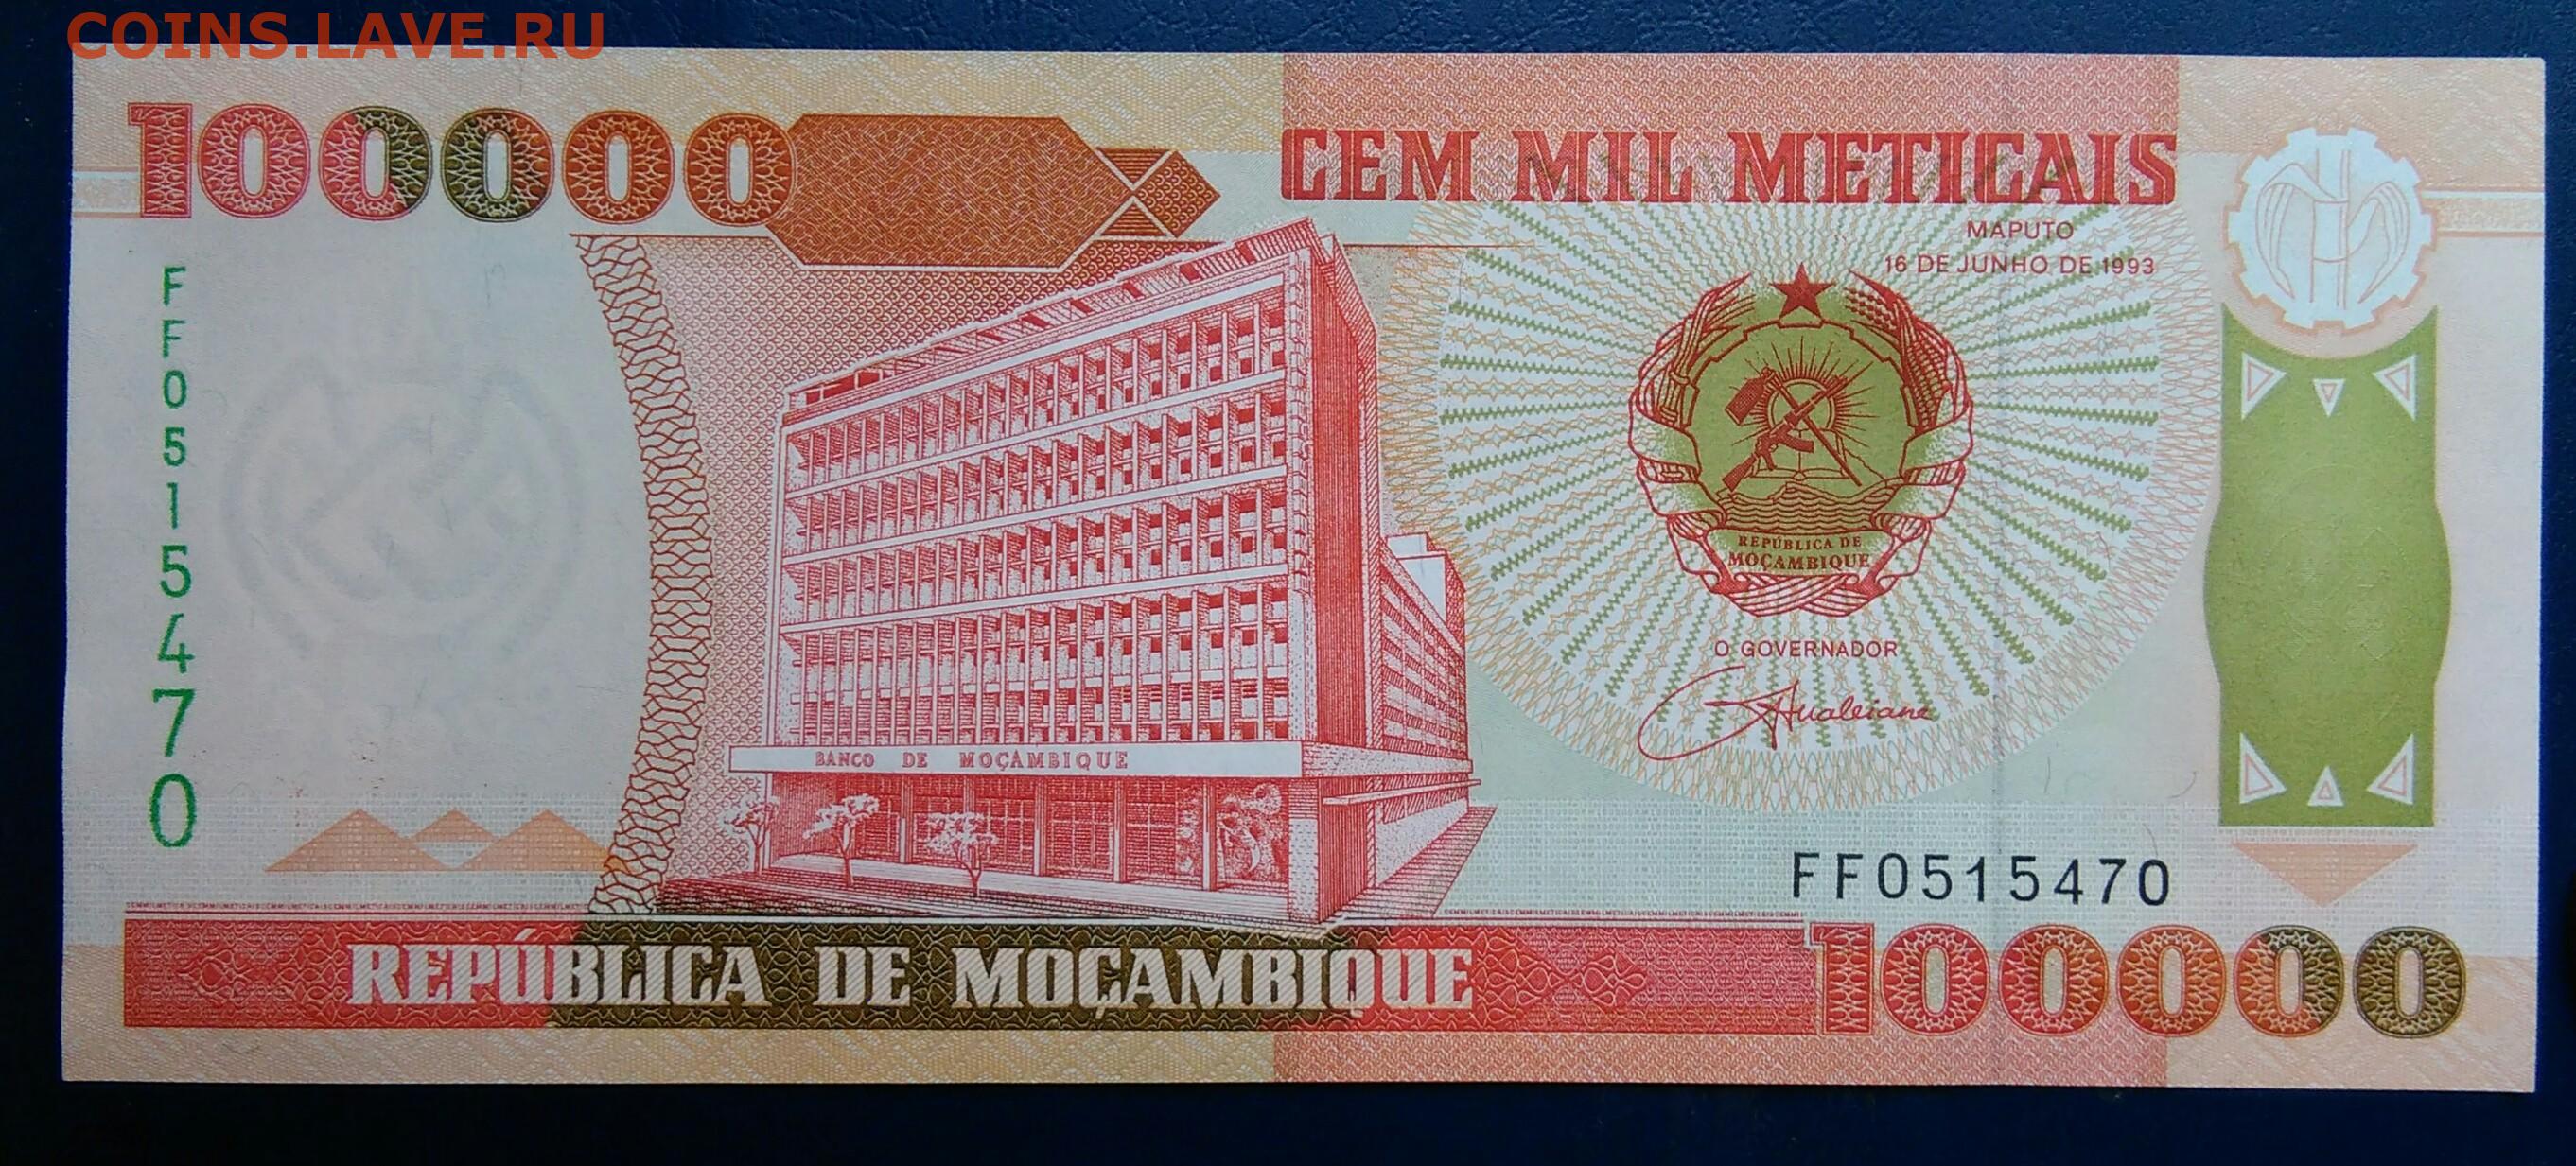 COINS.LAVE.RU
100000
CEM MIL METICAIS
MAPUTO
16 DE JUNHO DE 1993
FF0515470
REPÚBLICA DE
MOÇAMBIQUE
O GOVERNADOR
BANCO DE MOÇAMBIQUE
FF0515470
REPÚBLICA DE MOÇAMBIQUE
100000